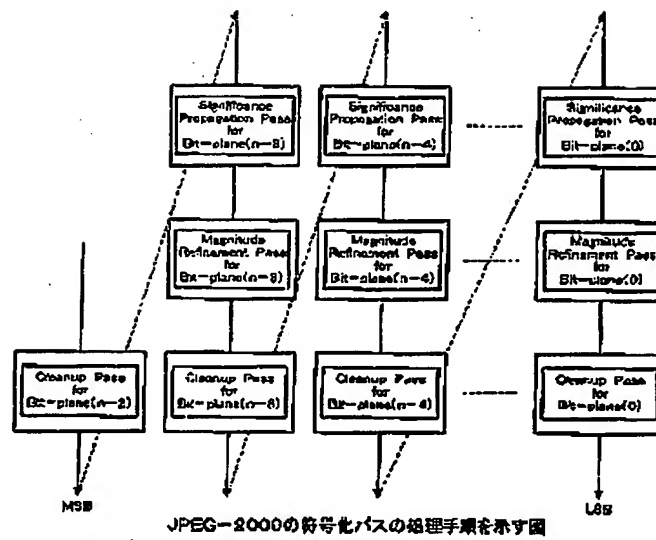 Significance
Propagation Pass
for
Bit-plane(n-3)
Significance
Propagation Pass
for
Bit-plane(n-4)
Significance
Propagation Pass
for
Bit-plane(0)
Magnitude
Refinement Pass
for
Bit-plane(n-3)
Magnitude
Refinement Pass
for
Bit-plane(n-4)
Magnitude
Refinement Pass
for
Bit-plane(0)
Cleanup Pass
for
Bit-plane(n-2)
Cleanup Pass
for
Bit-plane(n-3)
Cleanup Pass
for
Bit-plane(n-4)
Cleanup Pass
for
Bit-plane(0)
MSB
LSB
JPEG-2000の符号化パスの処理手順を示す図